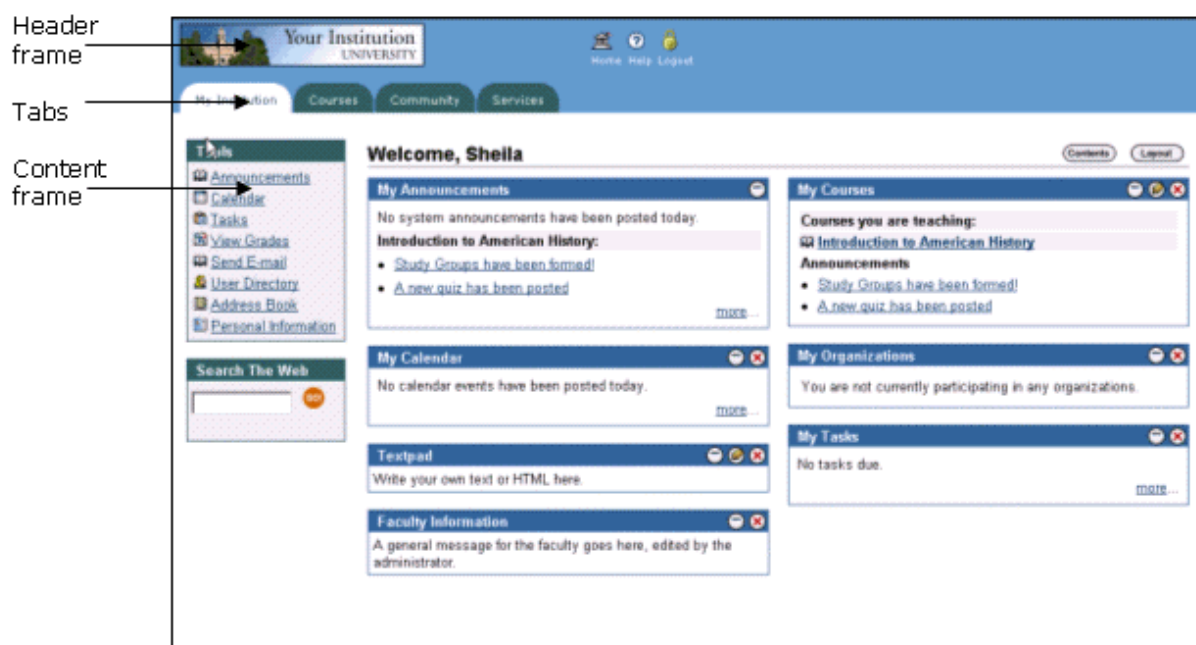 Header
frame
Tabs
Content
frame
Your Institution
UNIVERSITY
Home Help Logout
My Institution
Courses
Community
Services
Tools
Announcements
Calendar
Tasks
View Grades
Send E-mail
User Directory
Address Book
Personal Information
Search The Web
GO!
Welcome, Sheila
Contents
Layout
My Announcements
No system announcements have been posted today.
Introduction to American History:
Study Groups have been formed!
A new quiz has been posted
more...
My Calendar
No calendar events have been posted today.
more...
Textpad
Write your own text or HTML here.
Faculty Information
A general message for the faculty goes here, edited by the
administrator.
My Courses
Courses you are teaching:
Introduction to American History
Announcements
Study Groups have been formed!
A new quiz has been posted
My Organizations
You are not currently participating in any organizations.
My Tasks
No tasks due.
more...